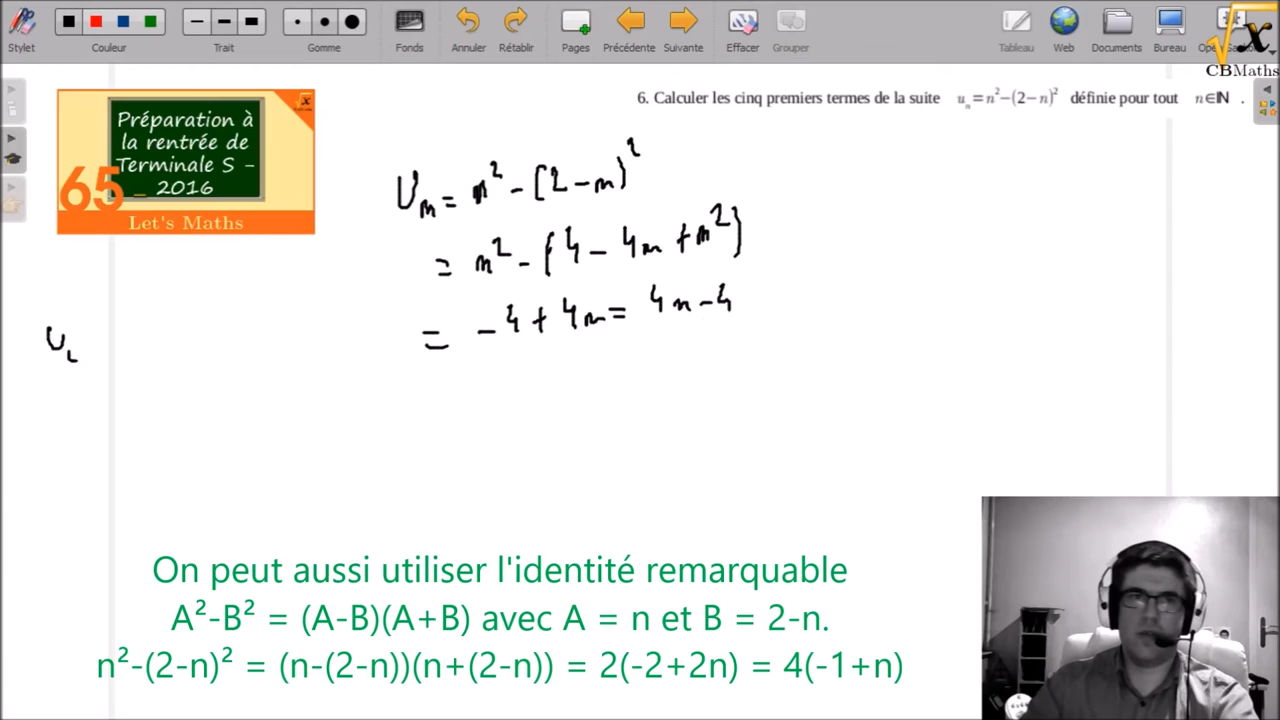 Stylet
Couleur
Trait
Gomme
Fonds
Annuler
Rétablir
Pages
Précédente
Suivante
Effacer
Grouper
Tableau
Web
Documents
Bureau
√x
CBMaths
Préparation à
la rentrée de
Terminale S -
2016
65
Let's Maths
6. Calculer les cinq premiers termes de la suite uₙ=n²−(2−n)² définie pour tout n∈ℕ .
Uₙ = n² - (2 - n)²
= n² - (4 - 4n + n²)
= - 4 + 4n = 4n - 4
On peut aussi utiliser l'identité remarquable
A²-B² = (A-B)(A+B) avec A = n et B = 2-n.
n²-(2-n)² = (n-(2-n))(n+(2-n)) = 2(-2+2n) = 4(-1+n)